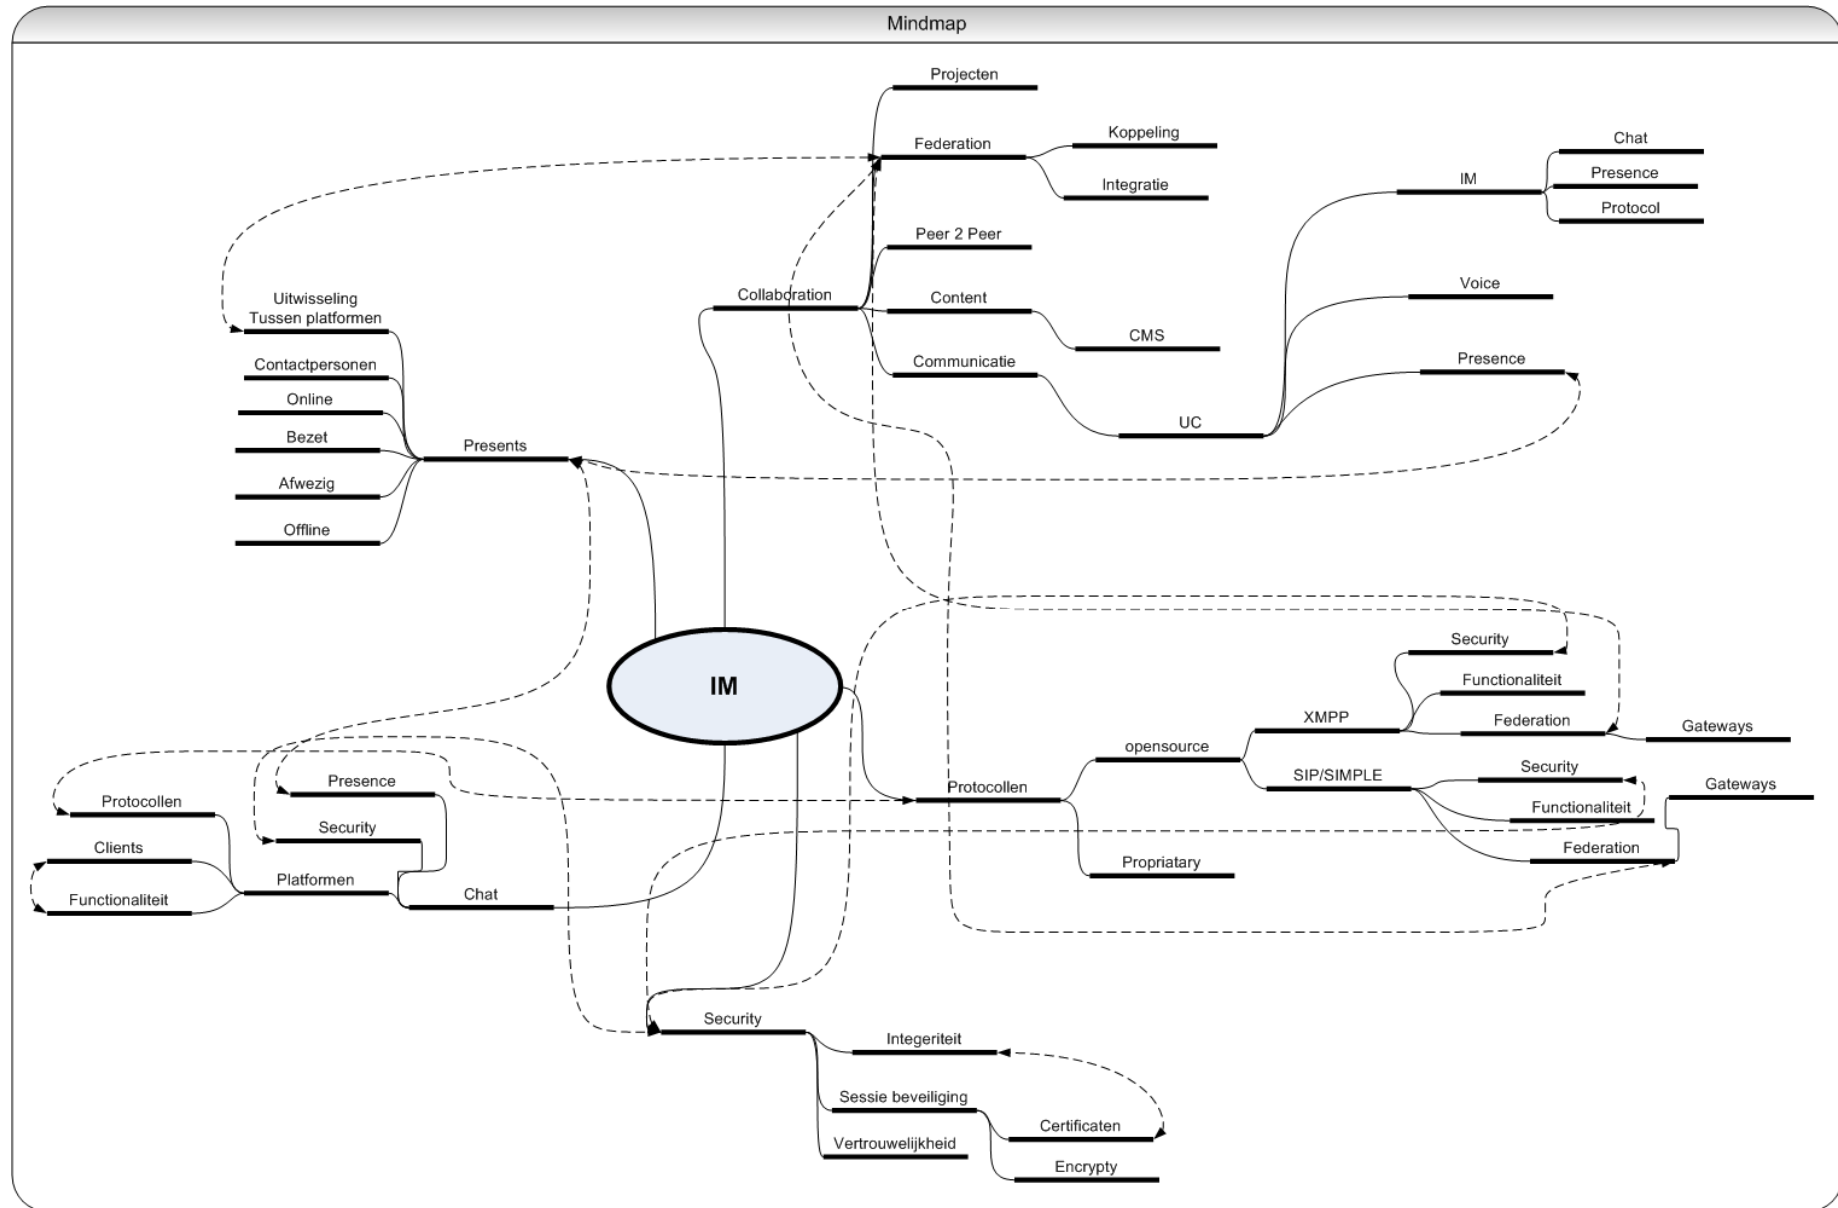 Mindmap
Projecten
Federation
Koppeling
Integratie
Peer 2 Peer
Collaboration
Content
CMS
Communicatie
UC
IM
Chat
Presence
Protocol
Voice
Presence
Uitwisseling
Tussen platformen
Contactpersonen
Online
Bezet
Afwezig
Offline
Presents
IM
Protocollen
opensource
XMPP
Security
Functionaliteit
Federation
Gateways
SIP/SIMPLE
Security
Functionaliteit
Federation
Gateways
Propriatary
Presence
Security
Protocollen
Clients
Functionaliteit
Platformen
Chat
Security
Integeriteit
Sessie beveiliging
Certificaten
Encrypty
Vertrouwelijkheid